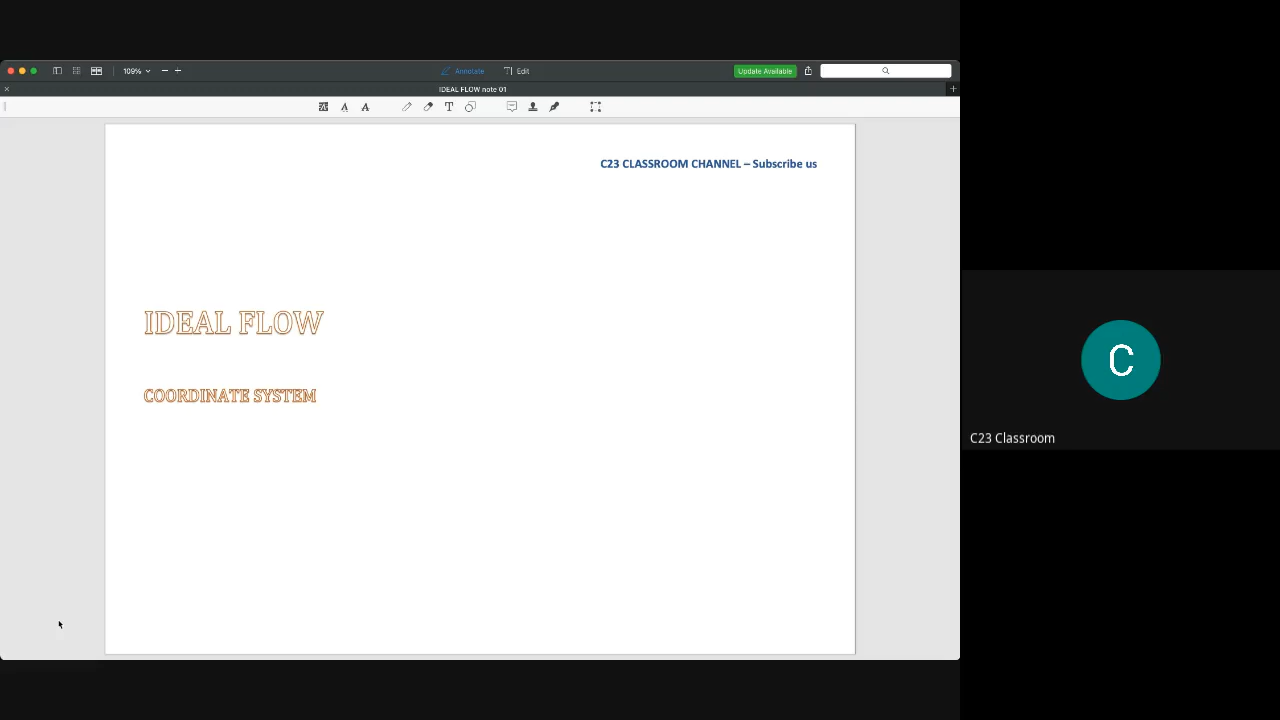 109%
Annotate
Edit
Update Available
IDEAL FLOW note 01
C23 CLASSROOM CHANNEL – Subscribe us
IDEAL FLOW
COORDINATE SYSTEM
C
C23 Classroom